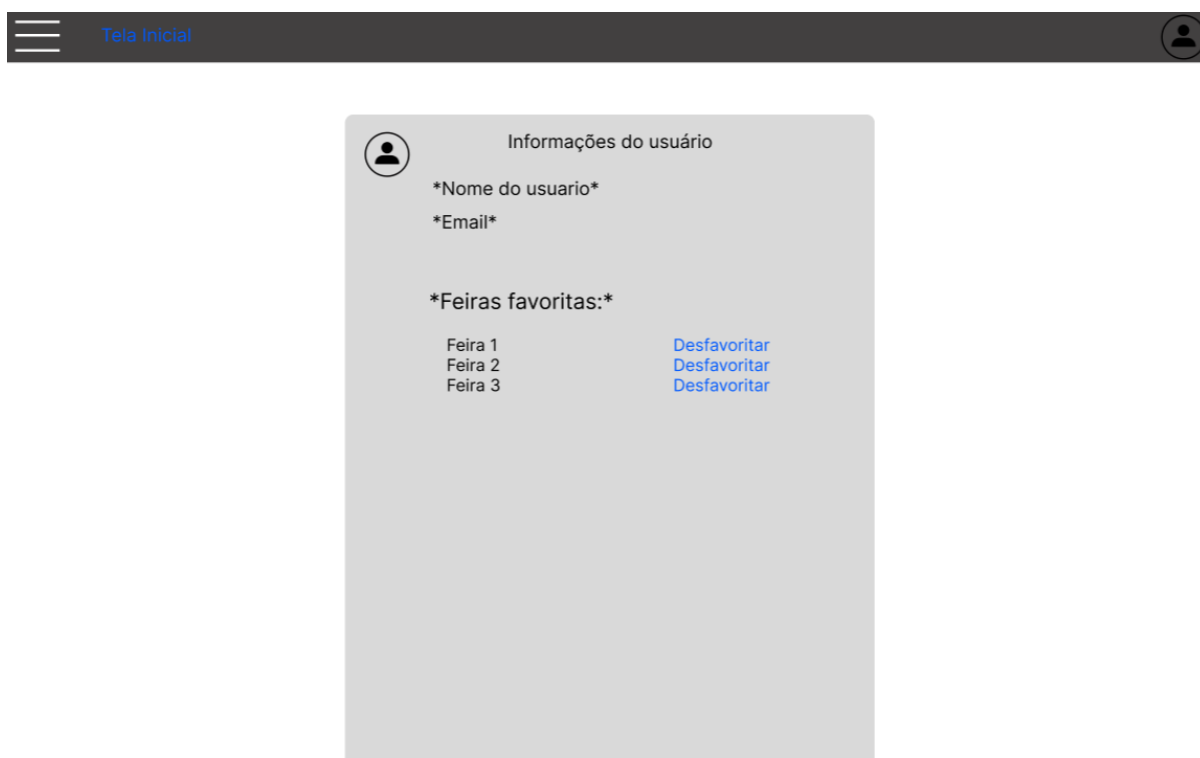 Tela Inicial
Informações do usuário
*Nome do usuario*
*Email*
*Feiras favoritas:*
Feira 1 Desfavoritar
Feira 2 Desfavoritar
Feira 3 Desfavoritar